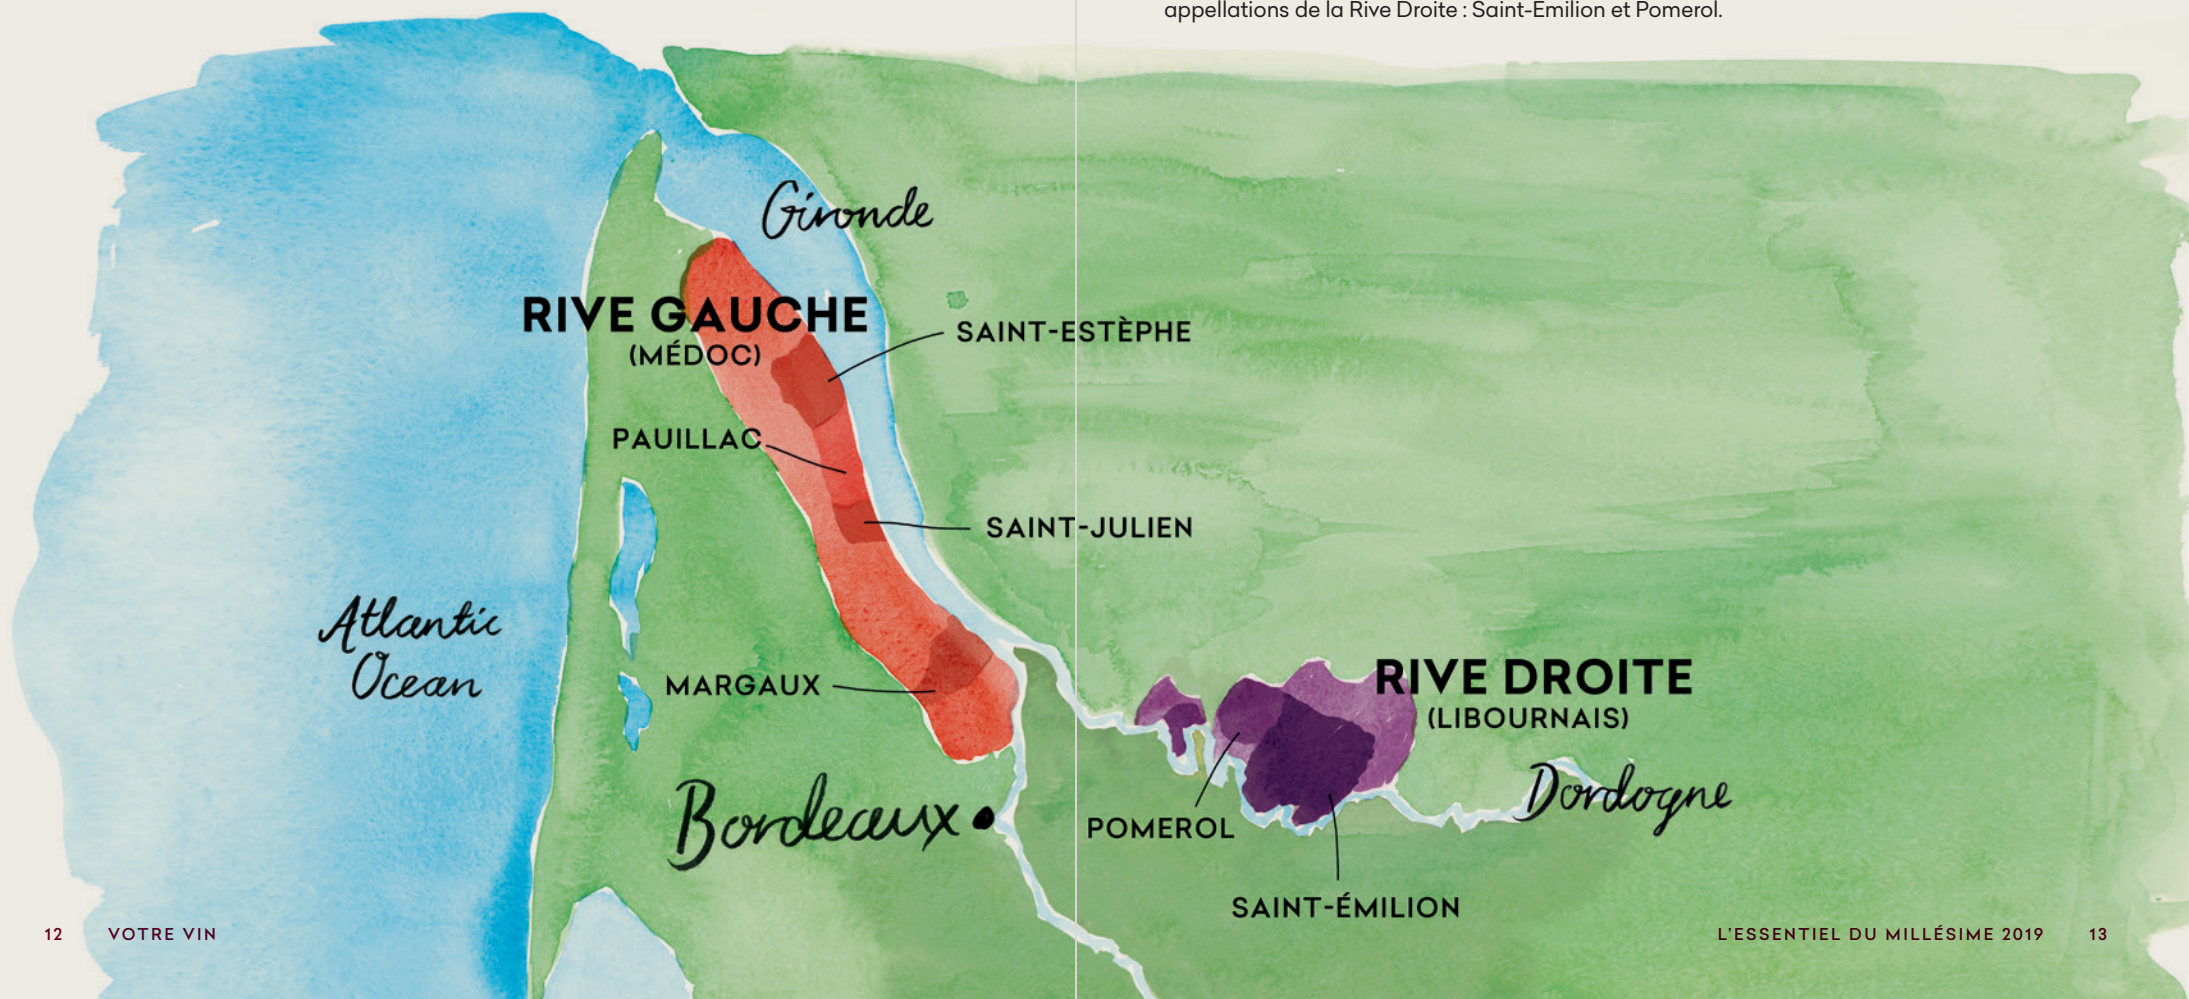 appellations de la Rive Droite : Saint-Emilion et Pomerol.
Gironde
RIVE GAUCHE
(MÉDOC)
SAINT-ESTÈPHE
PAUILLAC
SAINT-JULIEN
Atlantic
Ocean
MARGAUX
RIVE DROITE
(LIBOURNAIS)
Bordeaux
POMEROL
Dordogne
SAINT-ÉMILION
12 VOTRE VIN
L'ESSENTIEL DU MILLÉSIME 2019 13